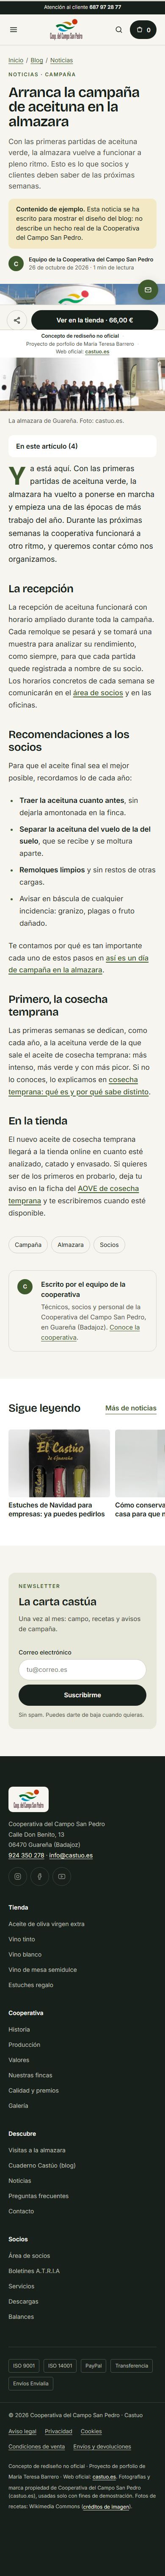 Atención al cliente 687 97 28 77
Coop. del Campo San Pedro
0
Inicio / Blog / Noticias
NOTICIAS · CAMPAÑA
Arranca la campaña
de aceituna en la
almazara
Con las primeras partidas de aceituna
verde, la almazara vuelve a funcionar a
pleno ritmo. Esto es lo que socios y
clientes deben saber de las próximas
semanas.
Contenido de ejemplo. Esta noticia se ha
escrito para mostrar el diseño del blog; no
describe un hecho real de la Cooperativa
del Campo San Pedro.
C
Equipo de la Cooperativa del Campo San Pedro
26 de octubre de 2026 · 1 min de lectura
Ver en la tienda · 66,00 €
Concepto de rediseño no oficial
Proyecto de porfolio de María Teresa Barrero
Web oficial: castuo.es
La almazara de Guareña. Foto: castuo.es.
En este artículo (4)
Ya está aquí. Con las primeras
partidas de aceituna verde, la
almazara ha vuelto a ponerse en marcha
y empieza una de las épocas de más
trabajo del año. Durante las próximas
semanas la cooperativa funcionará a
otro ritmo, y queremos contar cómo nos
organizamos.
La recepción
La recepción de aceituna funcionará con
horario ampliado durante toda la campaña.
Cada remolque se pesará y se tomará una
muestra para analizar su rendimiento y
calidad, de forma que cada partida
quede registrada a nombre de su socio.
Los horarios concretos de cada semana se
comunicarán en el área de socios y en las
oficinas.
Recomendaciones a los
socios
Para que el aceite final sea el mejor
posible, recordamos lo de cada año:
• Traer la aceituna cuanto antes, sin
dejarla amontonada en la finca.
• Separar la aceituna del vuelo de la del
suelo, que se recibe y se moltura
aparte.
• Remolques limpios y sin restos de otras
cargas.
• Avisar en báscula de cualquier
incidencia: granizo, plagas o fruto
dañado.
Te contamos por qué es tan importante
cada uno de estos pasos en así es un día
de campaña en la almazara.
Primero, la cosecha
temprana
Las primeras semanas se dedicarán, como
cada año, a la aceituna verde de la que
sale el aceite de cosecha temprana: más
intenso, más verde y con más picor. Si no
lo conoces, lo explicamos en cosecha
temprana: qué es y por qué sabe distinto.
En la tienda
El nuevo aceite de cosecha temprana
llegará a la tienda online en cuanto esté
analizado, catado y envasado. Si quieres
ser de los primeros en probarlo, deja tu
aviso en la ficha del AOVE de cosecha
temprana y te escribiremos cuando esté
disponible.
Campaña
Almazara
Socios
C
Escrito por el equipo de la
cooperativa
Técnicos, socios y personal de la
Cooperativa del Campo San Pedro,
en Guareña (Badajoz). Conoce la
cooperativa.
Sigue leyendo
Más de noticias
El Castúo
de Guareña
Estuches de Navidad para
empresas: ya puedes pedirlos
Cómo conserva
casa para que n
NEWSLETTER
La carta castúa
Una vez al mes: campo, recetas y avisos
de campaña.
Correo electrónico
tu@correo.es
Suscribirme
Sin spam. Puedes darte de baja cuando quieras.
Coop. del Campo San Pedro
Cooperativa del Campo San Pedro
Calle Don Benito, 13
06470 Guareña (Badajoz)
924 350 278 · info@castuo.es
Tienda
Aceite de oliva virgen extra
Vino tinto
Vino blanco
Vino de mesa semidulce
Estuches regalo
Cooperativa
Historia
Producción
Valores
Nuestras fincas
Calidad y premios
Galería
Descubre
Visitas a la almazara
Cuaderno Castúo (blog)
Noticias
Preguntas frecuentes
Contacto
Socios
Área de socios
Boletines A.T.R.I.A
Servicios
Descargas
Balances
ISO 9001
ISO 14001
PayPal
Transferencia
Envíos Envialia
© 2026 Cooperativa del Campo San Pedro · Castuo
Aviso legal
Privacidad
Cookies
Condiciones de venta
Envíos y devoluciones
Concepto de rediseño no oficial · Proyecto de porfolio de
María Teresa Barrero · Web oficial: castuo.es. Fotografías y
marca propiedad de Cooperativa del Campo San Pedro
(castuo.es), usadas solo con fines de demostración. Fotos de
recetas: Wikimedia Commons (créditos de imagen).